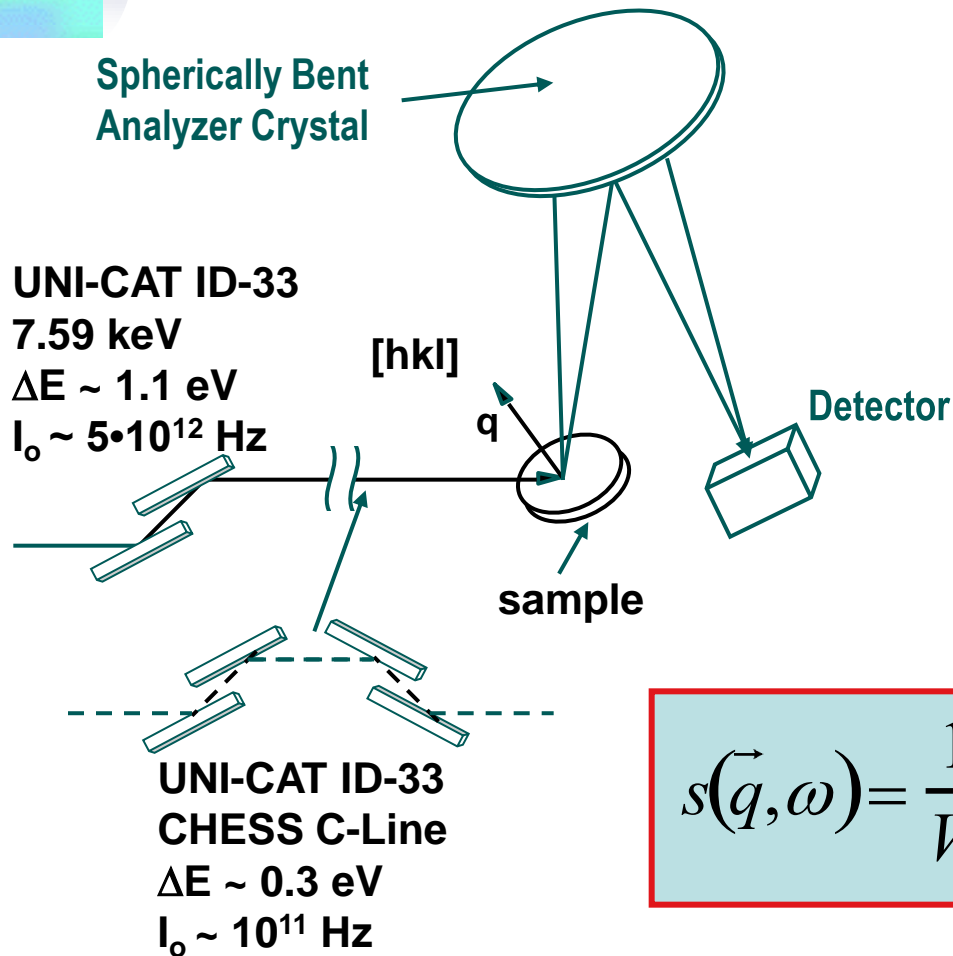 Spherically Bent
Analyzer Crystal
UNI-CAT ID-33
7.59 keV
ΔE ~ 1.1 eV
Iₒ ~ 5•10¹² Hz
[hkl]
q
Detector
sample
UNI-CAT ID-33
CHESS C-Line
ΔE ~ 0.3 eV
Iₒ ~ 10¹¹ Hz
s(q⃗,ω)=